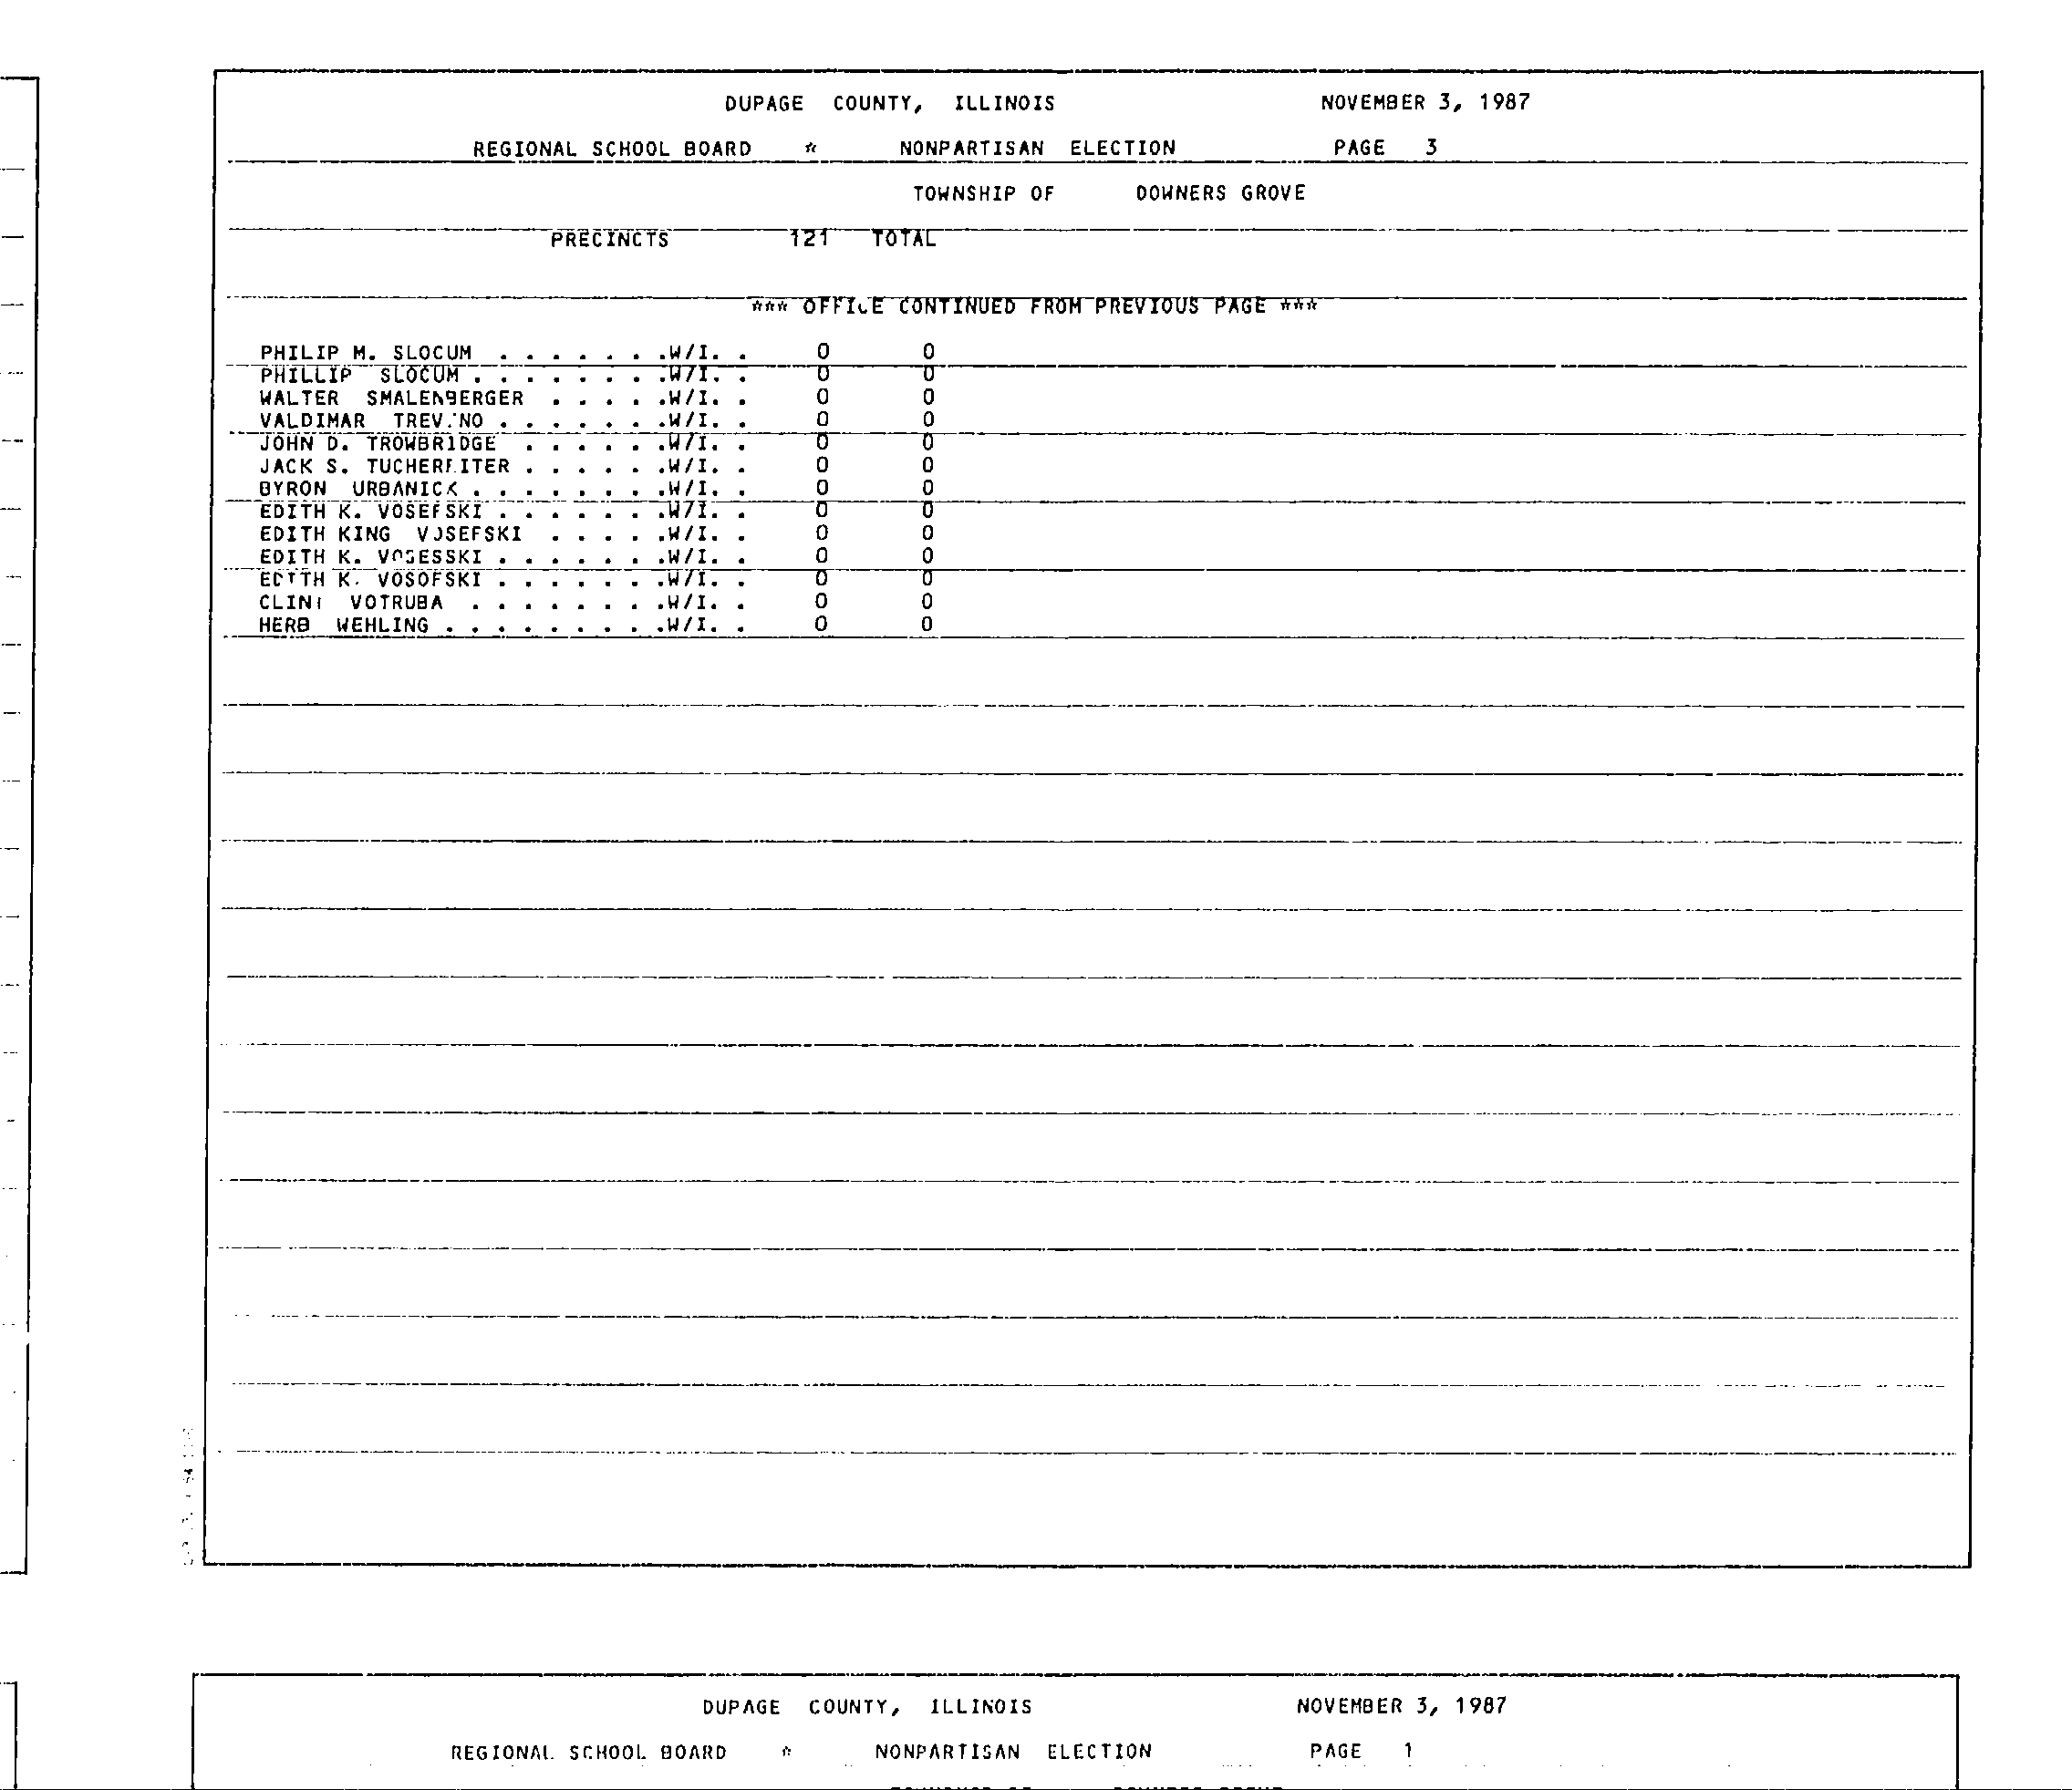 DUPAGE COUNTY, ILLINOIS NOVEMBER 3, 1987
REGIONAL SCHOOL BOARD * NONPARTISAN ELECTION PAGE 3
TOWNSHIP OF DOWNERS GROVE
PRECINCTS 121 TOTAL
*** OFFICE CONTINUED FROM PREVIOUS PAGE ***
PHILIP M. SLOCUM . . . . . . .W/I. . 0 0
PHILLIP SLOCUM . . . . . . . .W/I. . 0 0
WALTER SMALENBERGER . . . . .W/I. . 0 0
VALDIMAR . . . . . . .W/I. . 0 0
JOHN D. TROWBRIDGE . . . . . .W/I. . 0 0
JACK S. . . . . . .W/I. . 0 0
BYRON URBANICK . . . . . . . .W/I. . 0 0
EDITH K. VOSEFSKI . . . . . . .W/I. . 0 0
EDITH KING VOSEFSKI . . . . .W/I. . 0 0
EDITH K. VOSESSKI . . . . . . .W/I. . 0 0
EDITH K. VOSOFSKI . . . . . . .W/I. . 0 0
CLINT VOTRUBA . . . . . . . .W/I. . 0 0
HERB WEHLING . . . . . . . . .W/I. . 0 0
DUPAGE COUNTY, ILLINOIS NOVEMBER 3, 1987
REGIONAL SCHOOL BOARD * NONPARTISAN ELECTION PAGE 1